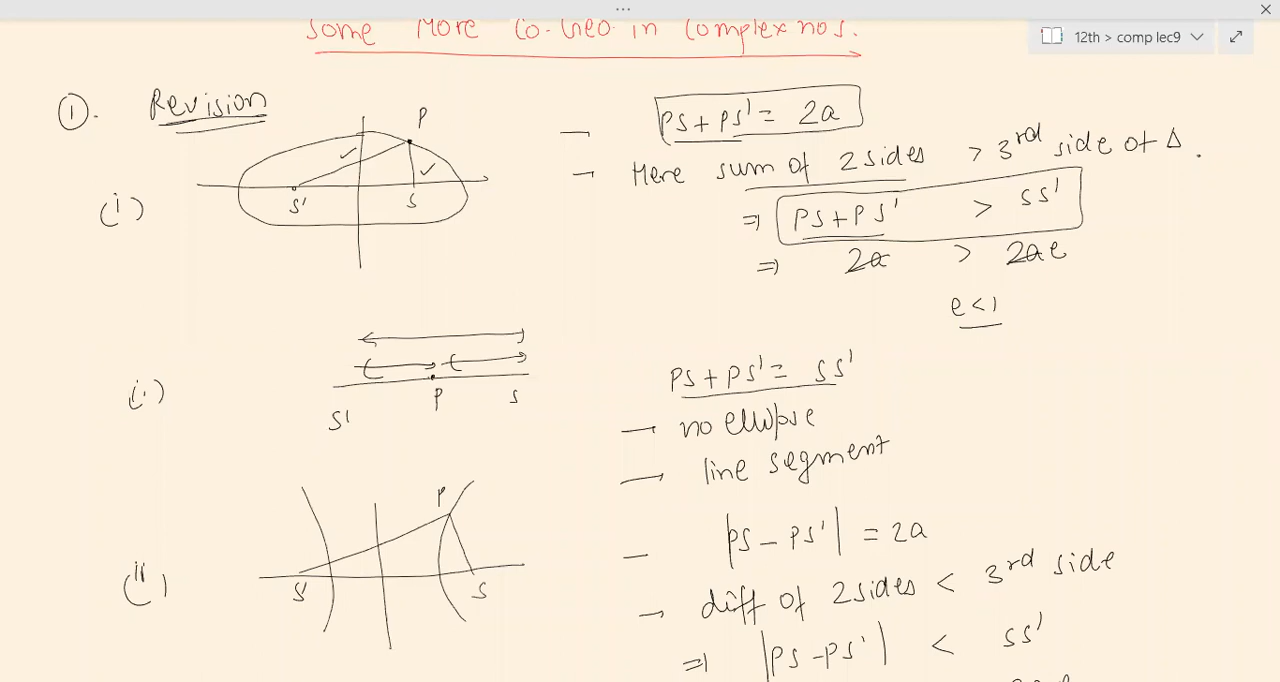 Some More Co-Geo in Complex nos.
12th > comp lec9
①. Revision
P
S' S
(i)
– PS + PS' = 2a
– Here sum of 2 sides > 3rd side of Δ.
⇒ PS + PS' > SS'
⇒ 2a > 2ae
e < 1
(i)
S' P S
PS + PS' = SS'
– no ellipse
– line segment
(ii)
P
S' S
– |PS – PS'| = 2a
– diff of 2 sides < 3rd side
⇒ |PS - PS'| < SS'